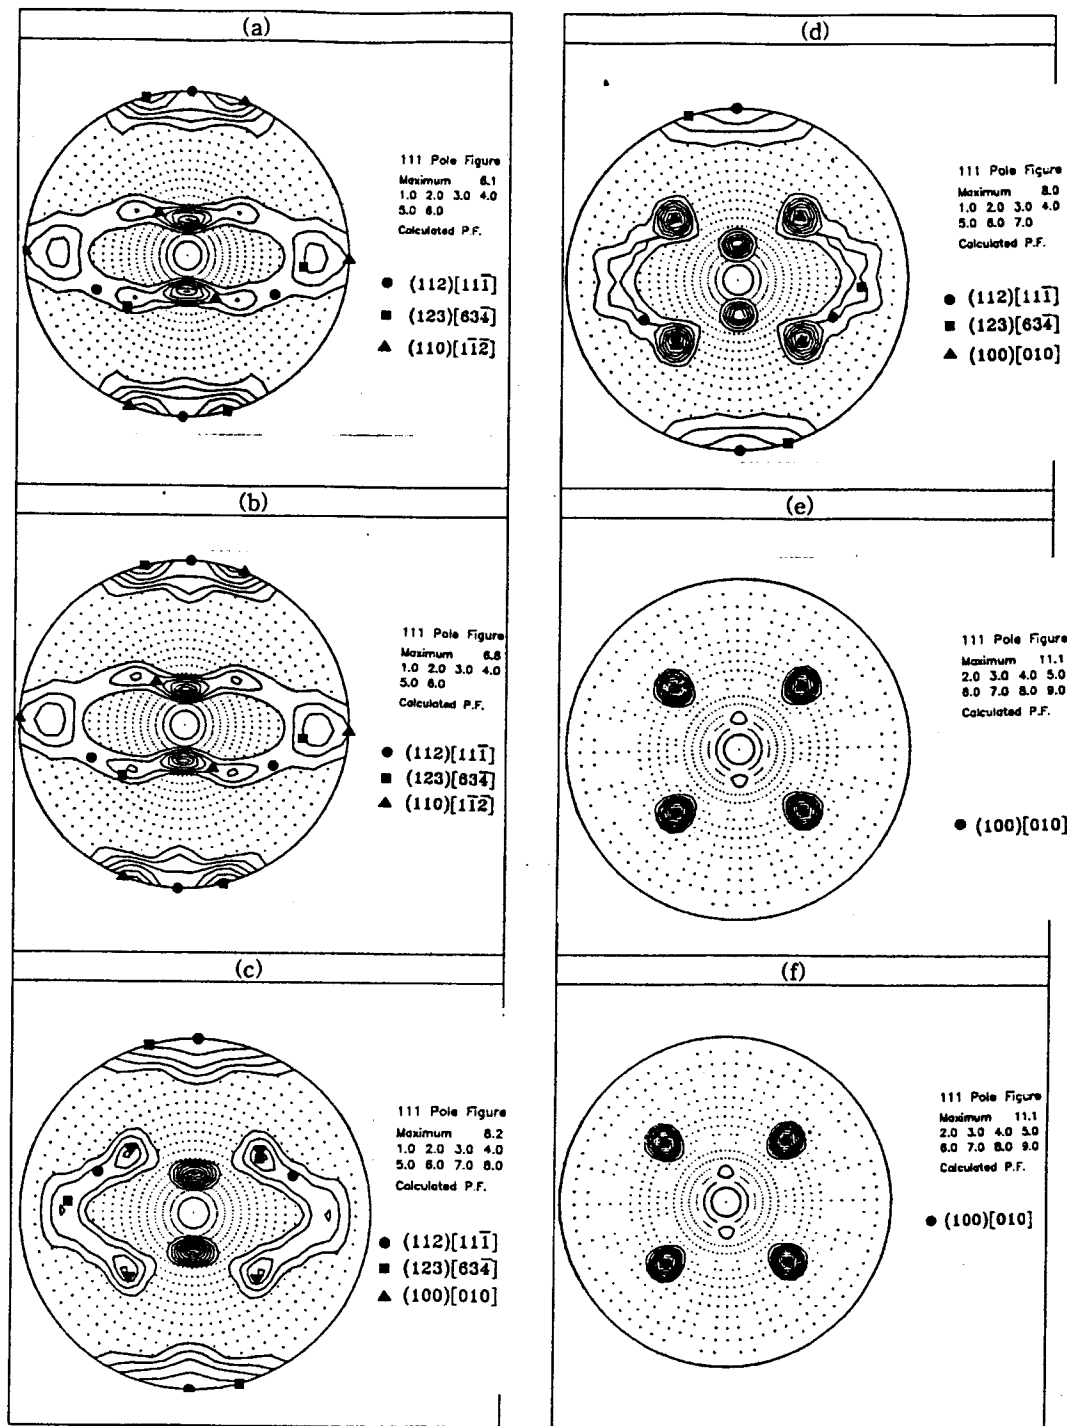 (a)
111 Pole Figure
Maximum 6.1
1.0 2.0 3.0 4.0
5.0 6.0
Calculated P.F.
● (112)[111̅]
■ (123)[634̅]
▲ (110)[11̅2̅]
(b)
111 Pole Figure
Maximum 6.6
1.0 2.0 3.0 4.0
5.0 6.0
Calculated P.F.
● (112)[111̅]
■ (123)[634̅]
▲ (110)[11̅2̅]
(c)
111 Pole Figure
Maximum 8.2
1.0 2.0 3.0 4.0
5.0 6.0 7.0 8.0
Calculated P.F.
● (112)[111̅]
■ (123)[634̅]
▲ (100)[010]
(d)
111 Pole Figure
Maximum 8.0
1.0 2.0 3.0 4.0
5.0 6.0 7.0
Calculated P.F.
● (112)[111̅]
■ (123)[634̅]
▲ (100)[010]
(e)
111 Pole Figure
Maximum 11.1
2.0 3.0 4.0 5.0
6.0 7.0 8.0 9.0
Calculated P.F.
● (100)[010]
(f)
111 Pole Figure
Maximum 11.1
2.0 3.0 4.0 5.0
6.0 7.0 8.0 9.0
Calculated P.F.
● (100)[010]